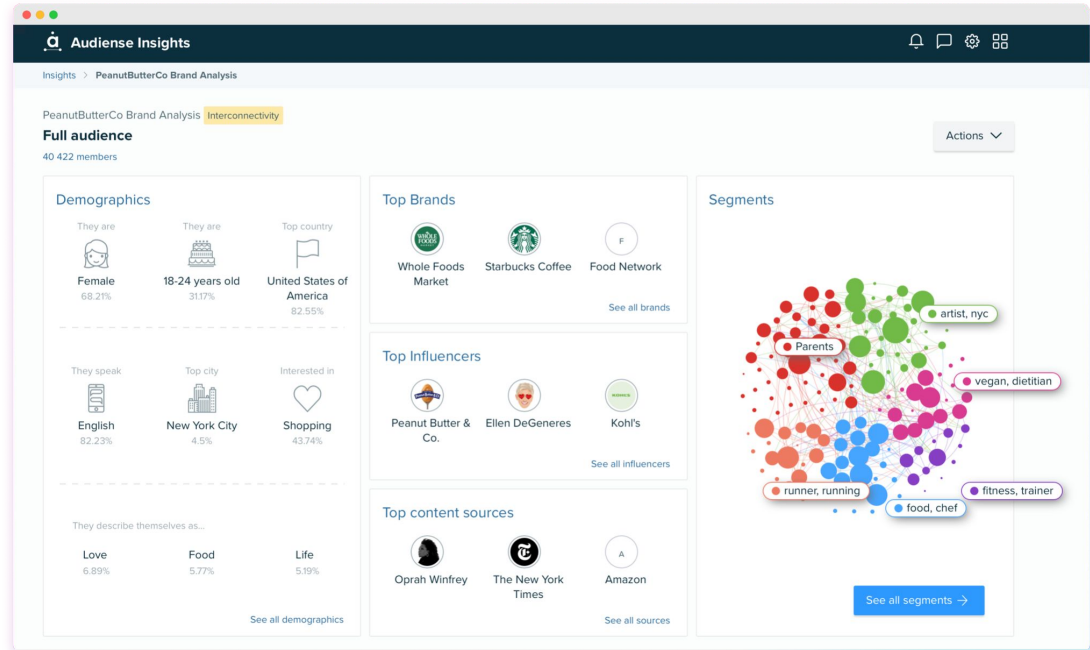 Audiense Insights
Insights > PeanutButterCo Brand Analysis
PeanutButterCo Brand Analysis Interconnectivity
Full audience
40 422 members
Actions
Demographics
They are
Female
68.21%
They are
18-24 years old
31.17%
Top country
United States of
America
82.55%
They speak
English
82.23%
Top city
New York City
4.5%
Interested in
Shopping
43.74%
They describe themselves as...
Love
6.89%
Food
5.77%
Life
5.19%
See all demographics
Top Brands
WHOLE
FOODS
Whole Foods
Market
Starbucks Coffee
F
Food Network
See all brands
Top Influencers
Peanut Butter &
Co.
Ellen DeGeneres
KOHL'S
Kohl's
See all influencers
Top content sources
Oprah Winfrey
The New York
Times
A
Amazon
See all sources
Segments
artist, nyc
Parents
vegan, dietitian
runner, running
fitness, trainer
food, chef
See all segments →